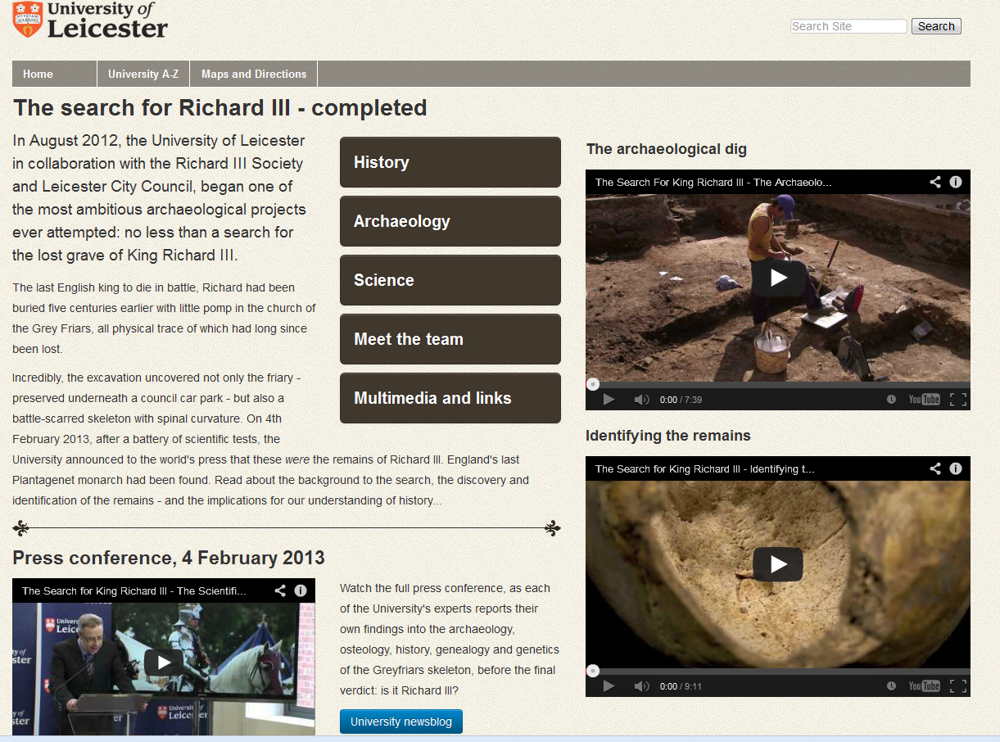 University of
Leicester
Search Site
Search
Home
University A-Z
Maps and Directions
The search for Richard III - completed
In August 2012, the University of Leicester
in collaboration with the Richard III Society
and Leicester City Council, began one of
the most ambitious archaeological projects
ever attempted: no less than a search for
the lost grave of King Richard III.
The last English king to die in battle, Richard had been
buried five centuries earlier with little pomp in the church of
the Grey Friars, all physical trace of which had long since
been lost.
Incredibly, the excavation uncovered not only the friary -
preserved underneath a council car park - but also a
battle-scarred skeleton with spinal curvature. On 4th
February 2013, after a battery of scientific tests, the
University announced to the world's press that these were the remains of Richard III. England's last
Plantagenet monarch had been found. Read about the background to the search, the discovery and
identification of the remains - and the implications for our understanding of history...
History
Archaeology
Science
Meet the team
Multimedia and links
Press conference, 4 February 2013
The Search for King Richard III - The Scientifi...
Watch the full press conference, as each
of the University's experts reports their
own findings into the archaeology,
osteology, history, genealogy and genetics
of the Greyfriars skeleton, before the final
verdict: is it Richard III?
University newsblog
The archaeological dig
The Search For King Richard III - The Archaeolo...
0:00 / 7:39
YouTube
Identifying the remains
The Search for King Richard III - Identifying t...
0:00 / 9:11
YouTube